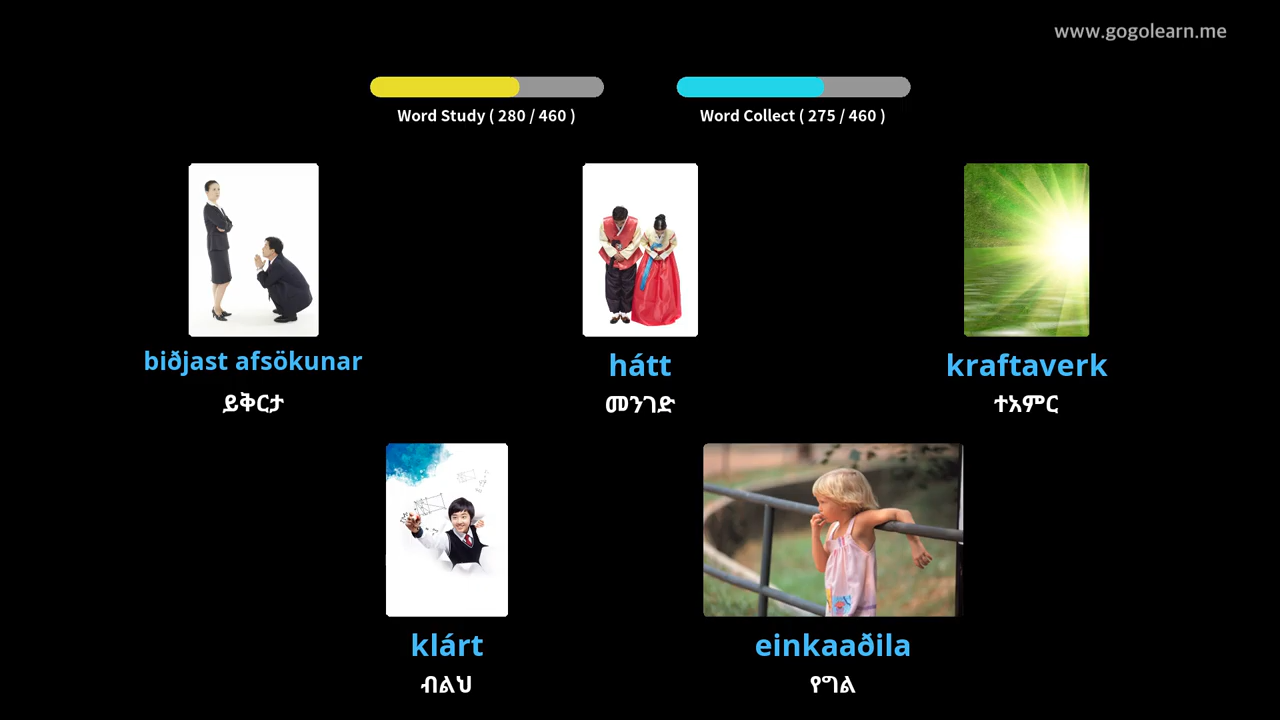 www.gogolearn.me
Word Study ( 280 / 460 )
Word Collect ( 275 / 460 )
biðjast afsökunar
ይቅርታ
hátt
መንገድ
kraftaverk
ተአምር
klárt
ብልህ
einkaaðila
የግል